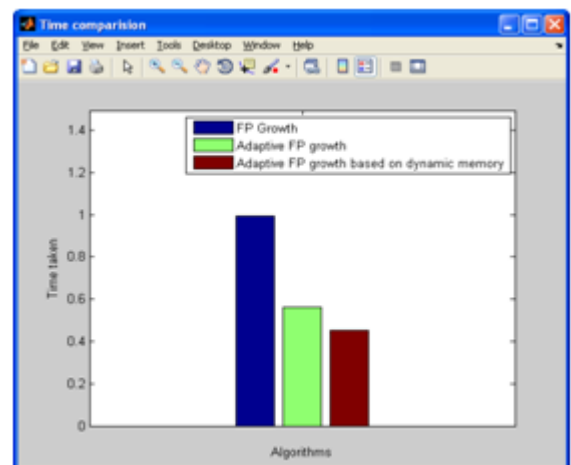 Time comparision
File Edit View Insert Tools Desktop Window Help
FP Growth
Adaptive FP growth
Adaptive FP growth based on dynamic memory
1.4
1.2
1
0.8
0.6
0.4
0.2
0
Time taken
Algorithms